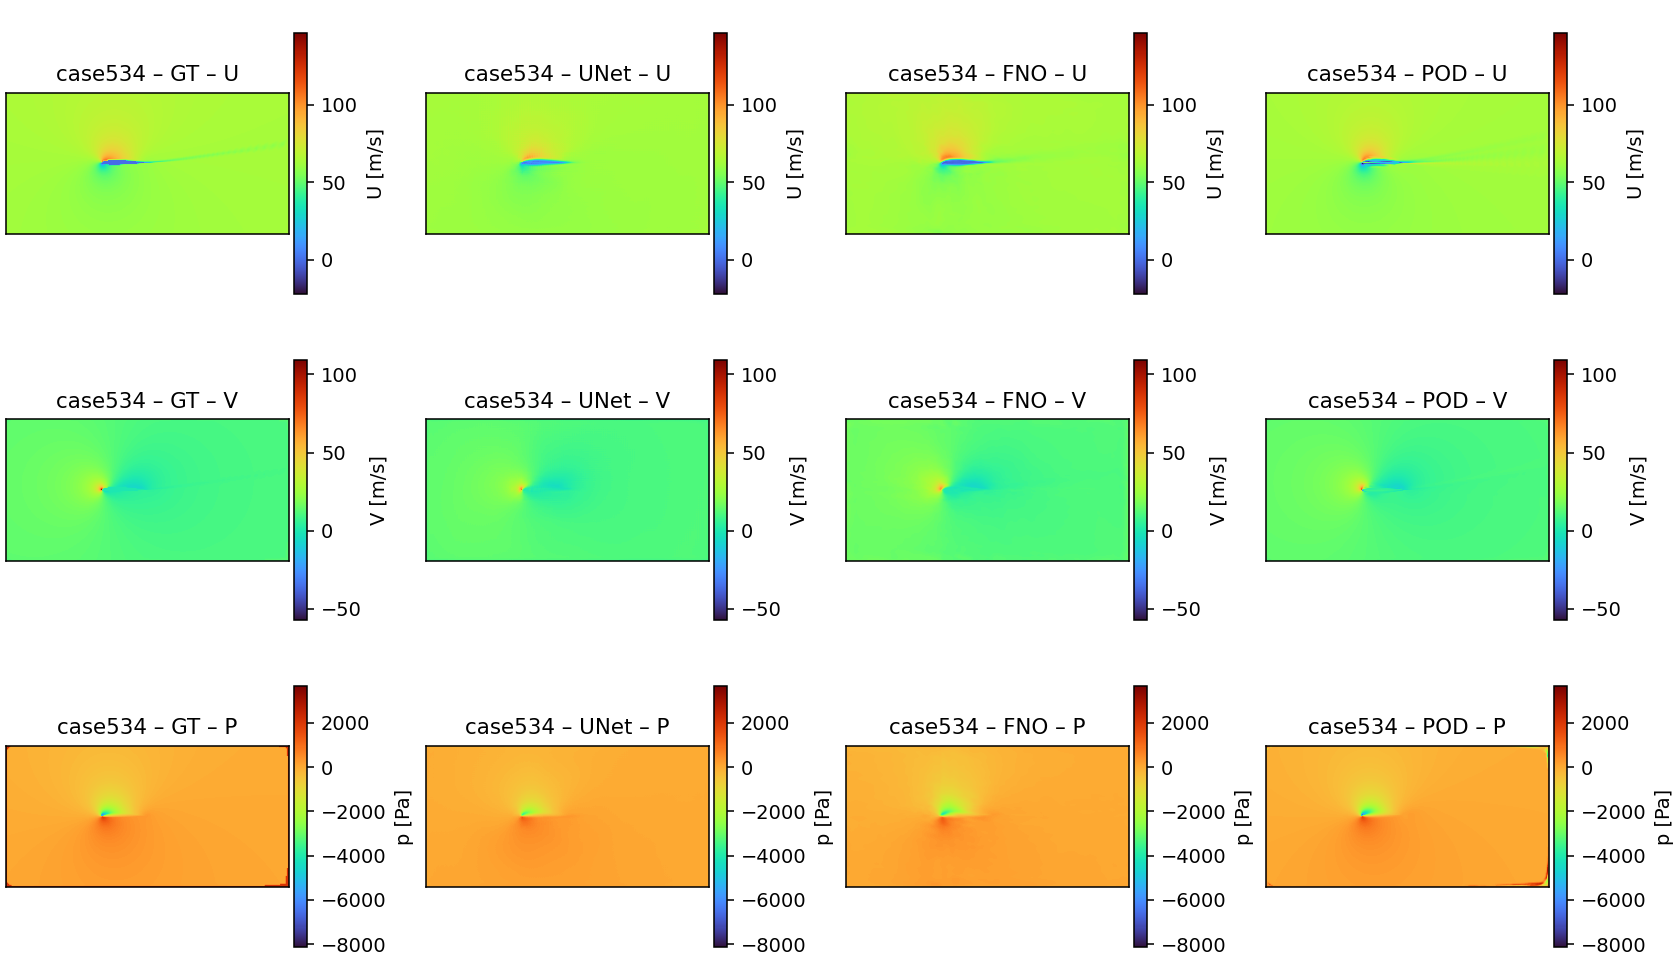 case534 – GT – U
100
50
0
U [m/s]
case534 – UNet – U
100
50
0
U [m/s]
case534 – FNO – U
100
50
0
U [m/s]
case534 – POD – U
100
50
0
U [m/s]
case534 – GT – V
100
50
0
−50
V [m/s]
case534 – UNet – V
100
50
0
−50
V [m/s]
case534 – FNO – V
100
50
0
−50
V [m/s]
case534 – POD – V
100
50
0
−50
V [m/s]
case534 – GT – P
2000
0
−2000
−4000
−6000
−8000
p [Pa]
case534 – UNet – P
2000
0
−2000
−4000
−6000
−8000
p [Pa]
case534 – FNO – P
2000
0
−2000
−4000
−6000
−8000
p [Pa]
case534 – POD – P
2000
0
−2000
−4000
−6000
−8000
p [Pa]